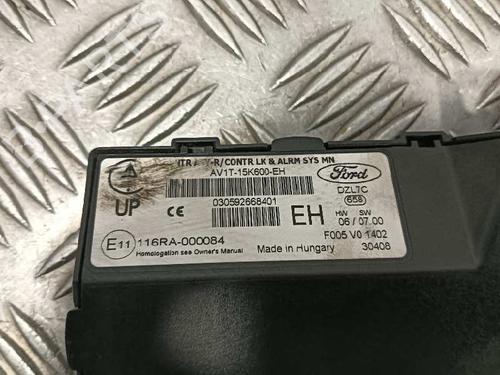 R/CONTR LK & ALRM SYS MN
AV1T-15K600-EH
Ford
DZL7C
658
030592668401
UP
CE
EH
HW SW
06 / 07.00
F005 V0 1402
E11 116RA-000084
Made in Hungary
30408
Homologation see Owner's Manual